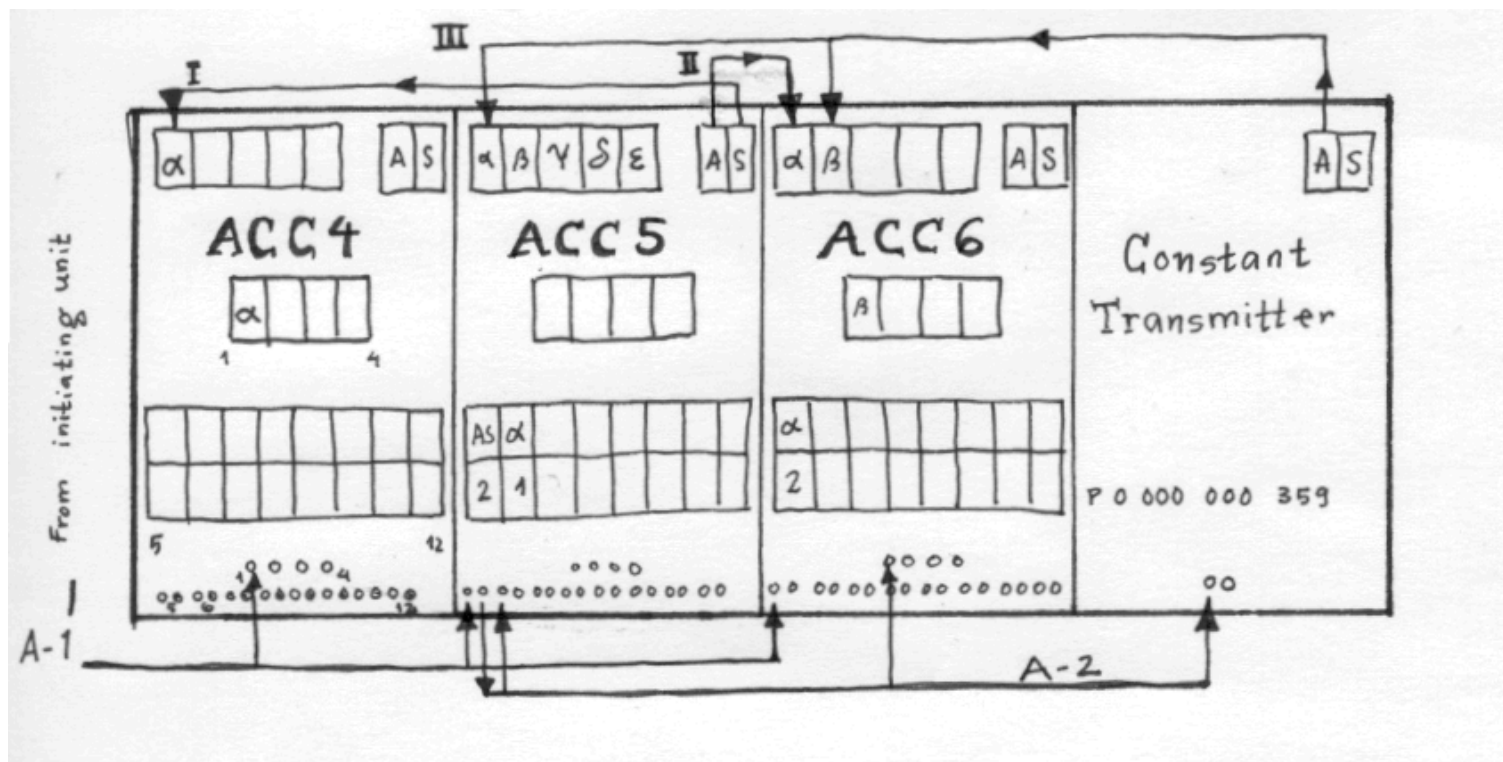 III
II
I
α A S
α β γ δ ε A S
α β A S
A S
ACC4
ACC5
ACC6
Constant
Transmitter
From initiating unit
α
1 4
β
AS α
2 1
α
2
P 0 000 000 359
5 12
1 4
5 6 12
A-1
A-2